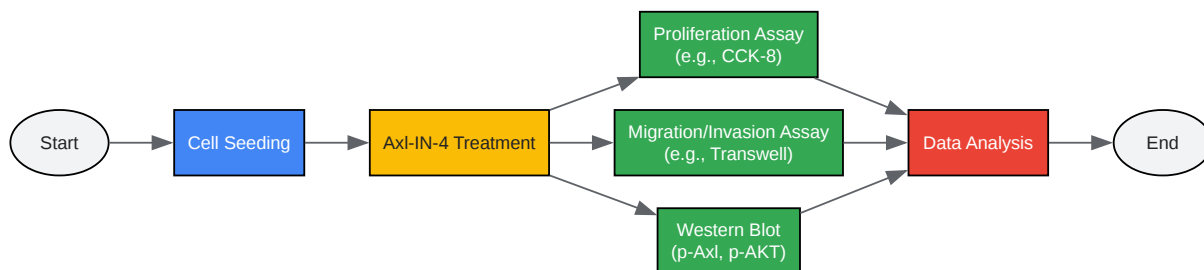 Start
Cell Seeding
Axl-IN-4 Treatment
Proliferation Assay
(e.g., CCK-8)
Migration/Invasion Assay
(e.g., Transwell)
Western Blot
(p-Axl, p-AKT)
Data Analysis
End